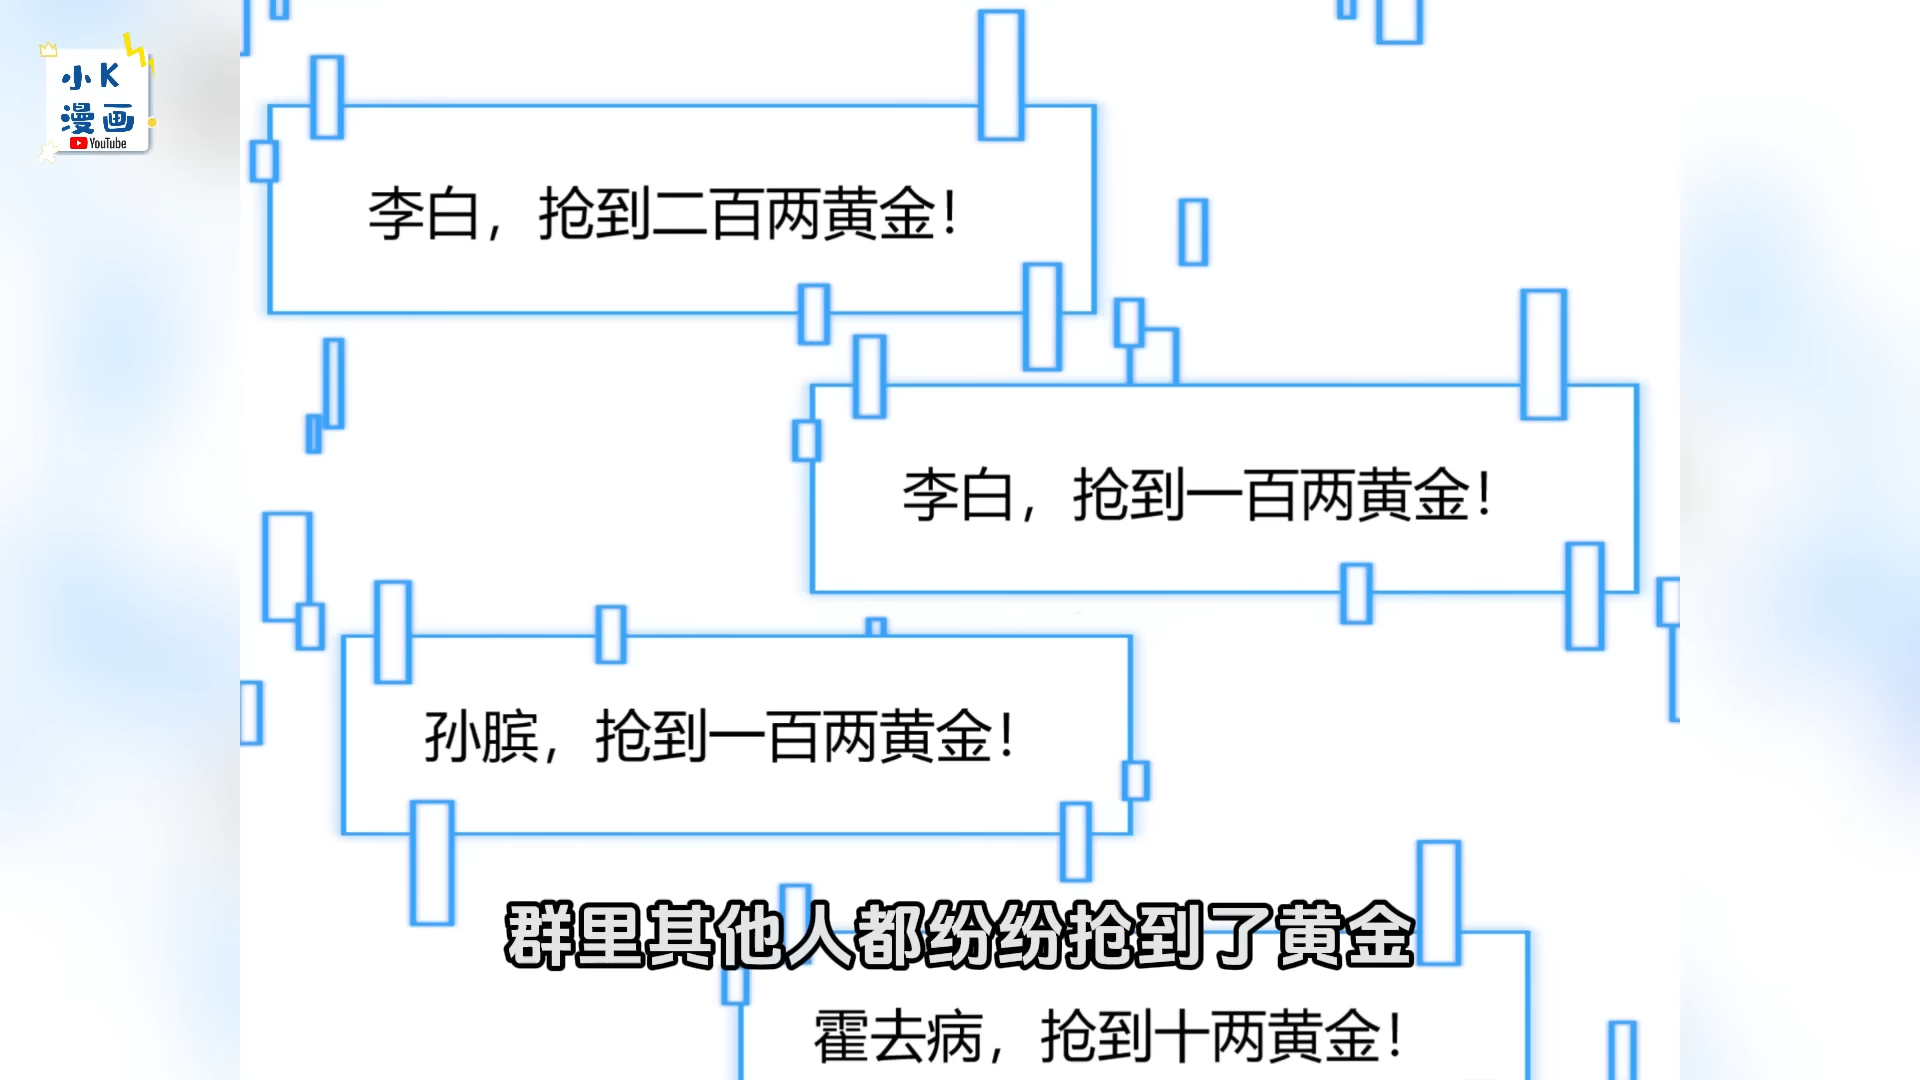 小K
漫画
YouTube
李白，抢到二百两黄金！
李白，抢到一百两黄金！
孙膑，抢到一百两黄金！
群里其他人都纷纷抢到了黄金
霍去病，抢到十两黄金！